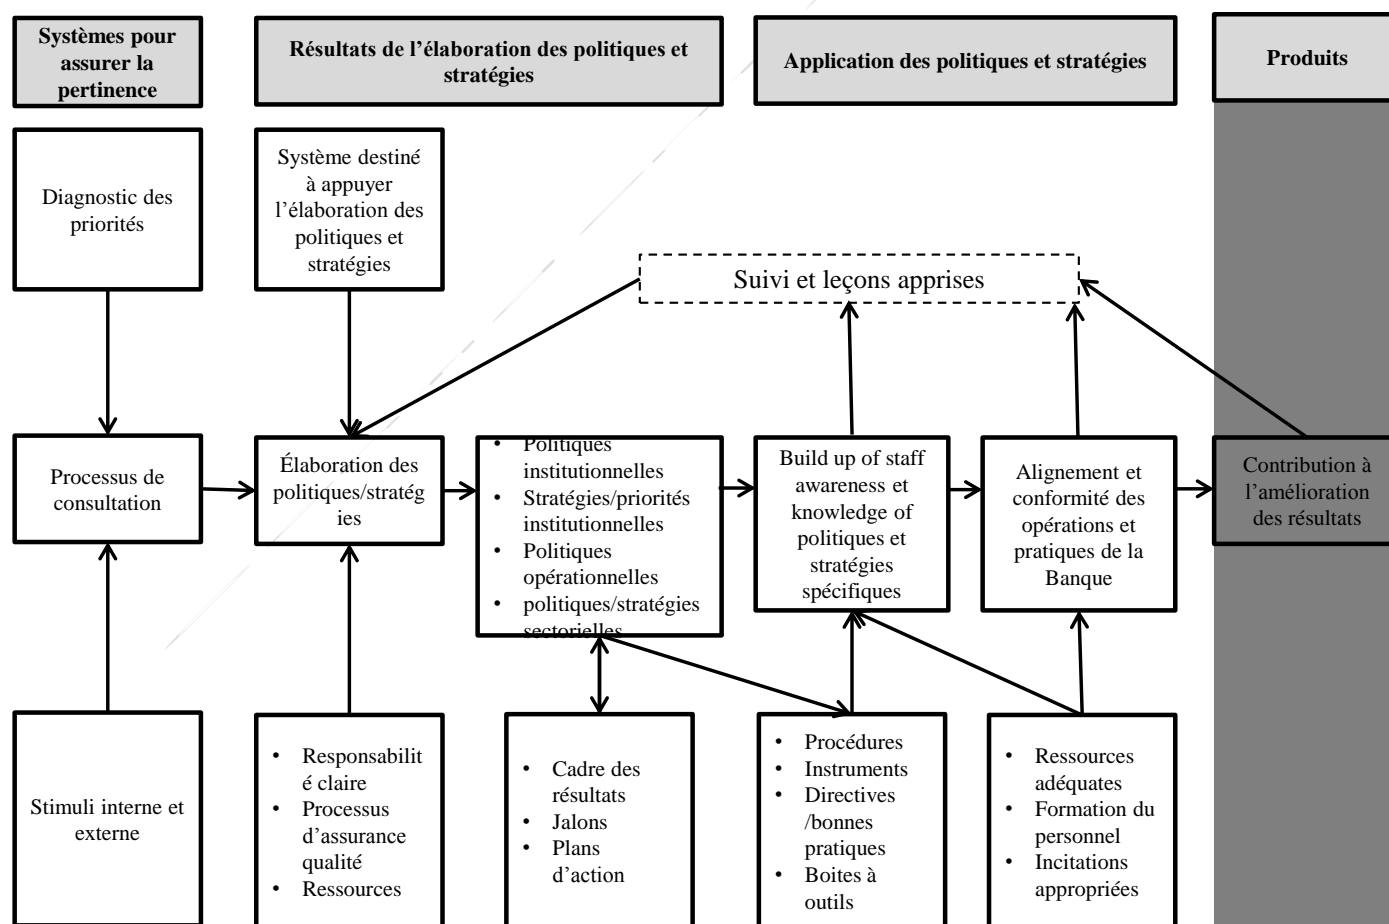 Systèmes pour
assurer la
pertinence
Résultats de l’élaboration des politiques et
stratégies
Application des politiques et stratégies
Produits
Diagnostic des
priorités
Système destiné
à appuyer
l’élaboration des
politiques et
stratégies
Suivi et leçons apprises
Processus de
consultation
Élaboration des
politiques/stratég
ies
• Politiques
institutionnelles
• Stratégies/priorités
institutionnelles
• Politiques
opérationnelles
• politiques/stratégies
sectorielles
Build up of staff
awareness et
knowledge of
politiques et
stratégies
spécifiques
Alignement et
conformité des
opérations et
pratiques de la
Banque
Contribution à
l’amélioration
des résultats
Stimuli interne et
externe
• Responsabilit
é claire
• Processus
d’assurance
qualité
• Ressources
• Cadre des
résultats
• Jalons
• Plans
d’action
• Procédures
• Instruments
• Directives
/bonnes
pratiques
• Boites à
outils
• Ressources
adéquates
• Formation du
personnel
• Incitations
appropriées